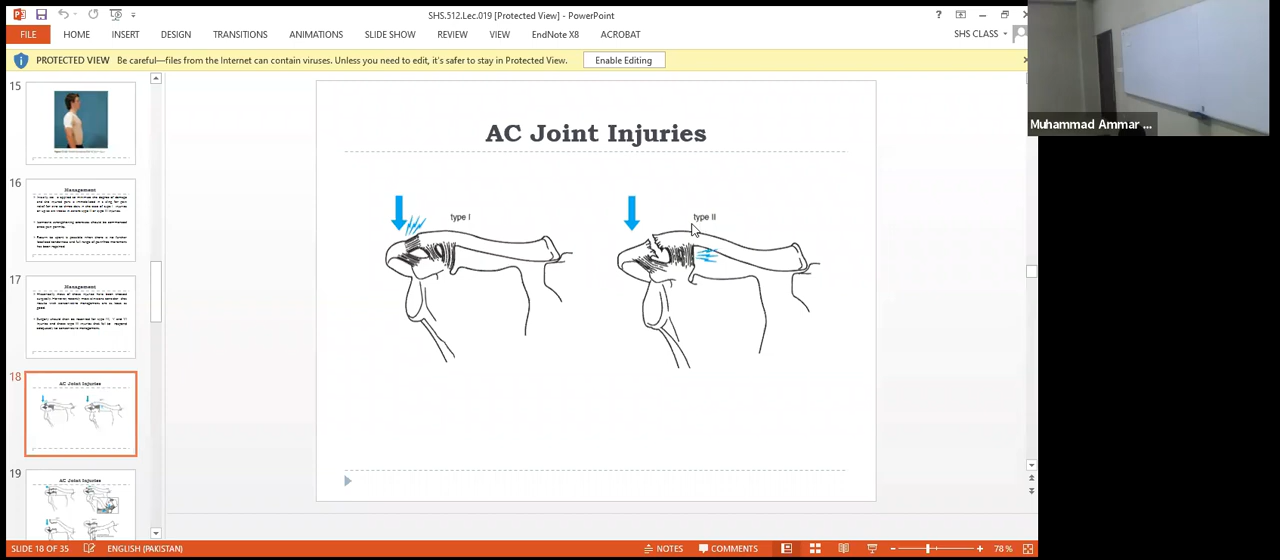 SHS.512.Lec.019 [Protected View] - PowerPoint
FILE HOME INSERT DESIGN TRANSITIONS ANIMATIONS SLIDE SHOW REVIEW VIEW EndNote X8 ACROBAT SHS CLASS
PROTECTED VIEW Be careful—files from the Internet can contain viruses. Unless you need to edit, it's safer to stay in Protected View. Enable Editing
Muhammad Ammar ...
15
16
Management
17
Management
18
AC Joint Injuries
19
AC Joint Injuries
AC Joint Injuries
type I
type II
SLIDE 18 OF 35 ENGLISH (PAKISTAN) NOTES COMMENTS 78 %